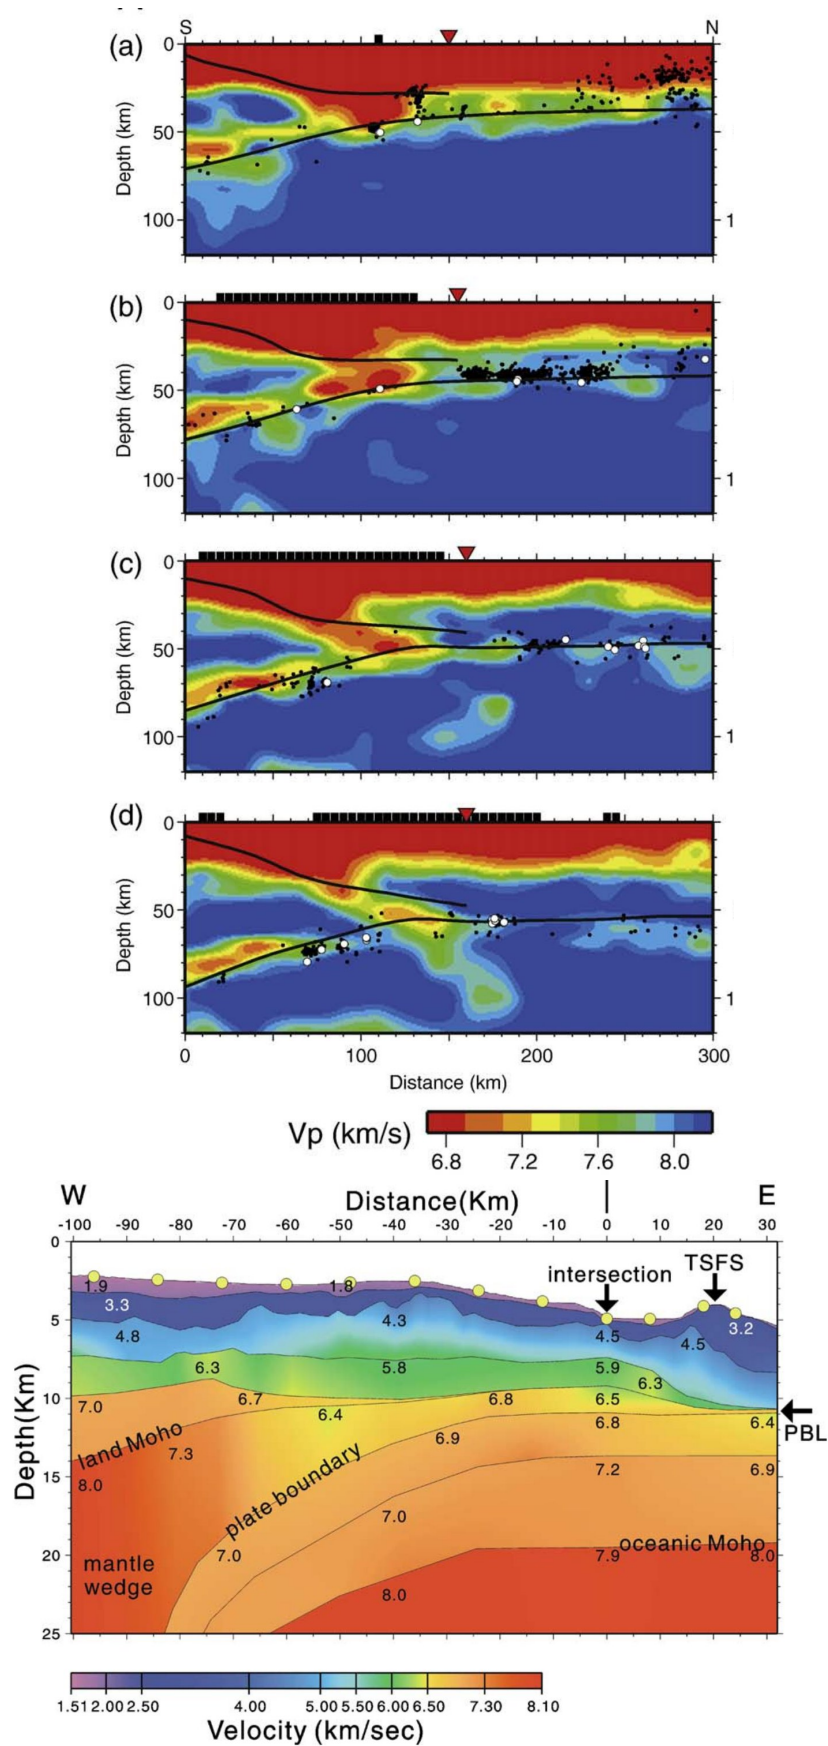 S N
(a)
0
50
100
Depth (km)
1
(b)
0
50
100
Depth (km)
1
(c)
0
50
100
Depth (km)
1
(d)
0
50
100
Depth (km)
1
0 100 200 300
Distance (km)
Vp (km/s)
6.8 7.2 7.6 8.0
W Distance(Km) E
-100 -90 -80 -70 -60 -50 -40 -30 -20 -10 0 10 20 30
0
5
10
15
20
25
Depth(Km)
intersection
TSFS
1.9 1.8
3.3 4.3 3.2
4.8 4.5 4.5
6.3 5.8 5.9 6.3
7.0 6.7 6.4 6.8 6.5
6.8 6.4
PBL
land Moho
7.3 6.9
8.0 7.2 6.9
plate boundary
7.0
mantle
wedge
7.0 7.9 oceanic Moho 8.0
8.0
1.51 2.00 2.50 4.00 5.00 5.50 6.00 6.50 7.30 8.10
Velocity (km/sec)